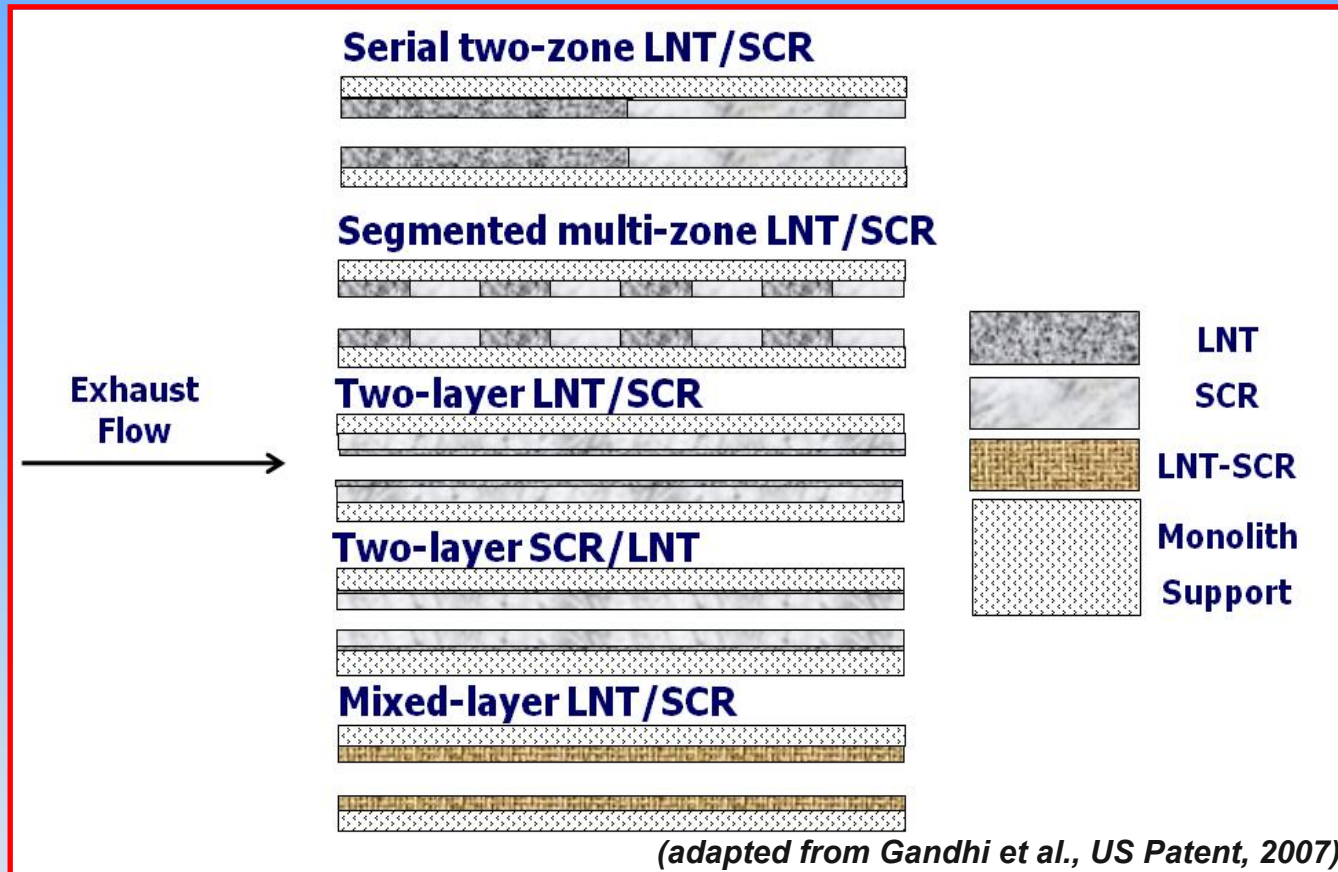 Serial two-zone LNT/SCR
Segmented multi-zone LNT/SCR
Exhaust
Flow
Two-layer LNT/SCR
Two-layer SCR/LNT
Mixed-layer LNT/SCR
LNT
SCR
LNT-SCR
Monolith
Support
(adapted from Gandhi et al., US Patent, 2007)